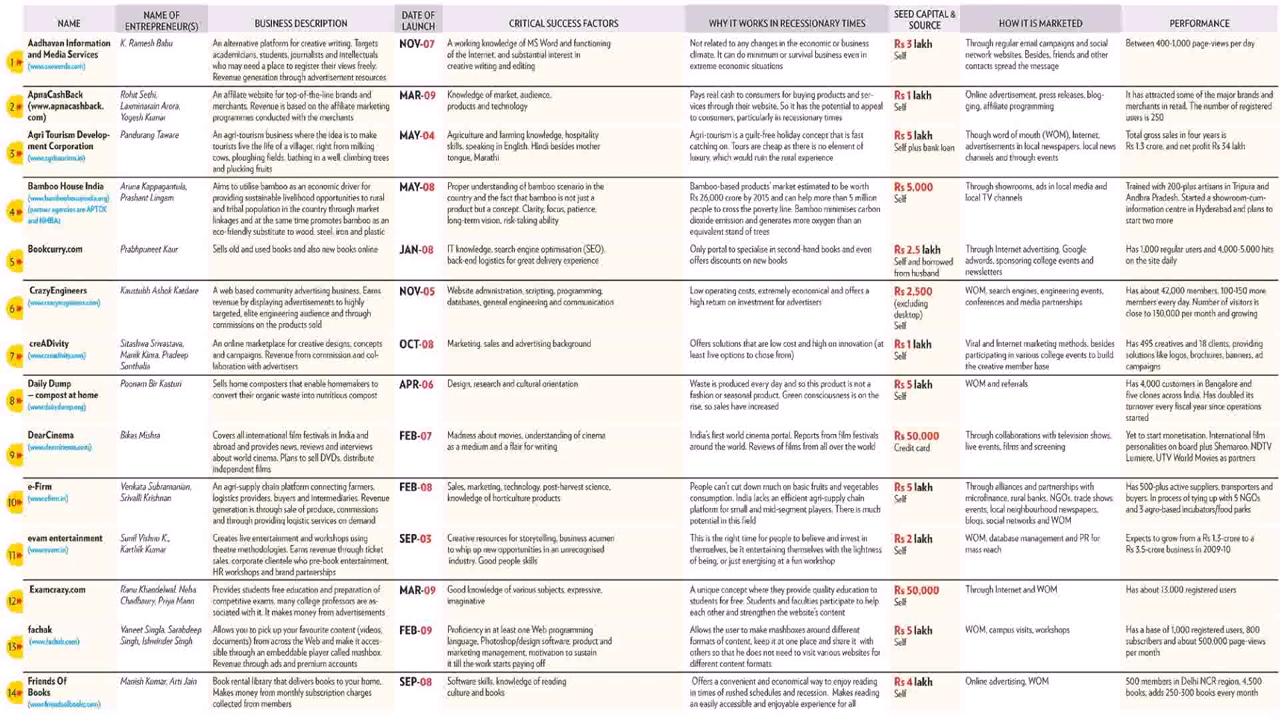 NAME
NAME OF
ENTREPRENEUR(S)
BUSINESS DESCRIPTION
DATE OF
LAUNCH
CRITICAL SUCCESS FACTORS
WHY IT WORKS IN RECESSIONARY TIMES
SEED CAPITAL &
SOURCE
HOW IT IS MARKETED
PERFORMANCE
1
Aadhavan Information
and Media Services
K. Ramesh Babu
An alternative platform for creative writing. Targets
academicians, students, journalists and intellectuals
who may need a place to register their views freely.
Revenue generation through advertisement resources
NOV-07
A working knowledge of MS Word and functioning
of the Internet, and substantial interest in
creative writing and editing
Not related to any changes in the economic or business
climate. It can do minimum or survival business even in
extreme economic situations
Rs 3 lakh
Self
Through regular email campaigns and social
network websites. Besides, friends and other
contacts spread the message
Between 400-1,000 page-views per day
2
ApnaCashBack
(www.apnacashback.
com)
Rohit Sethi,
Laxminarain Arora,
Yogesh Kumar
An affilate website for top-of-the-line brands and
merchants. Revenue is based on the affiliate marketing
programmes conducted with the merchants
MAR-09
Knowledge of market, audience,
products and technology
Pays real cash to consumers for buying products and ser-
vices through their website. So it has the potential to appeal
to consumers, particularly in recessionary times
Rs 1 lakh
Self
Online advertisement, press releases, blog-
ging, affiliate programming
It has attracted some of the major brands and
merchants in retail. The number of registered
users is 250
3
Agri Tourism Develop-
ment Corporation
Pandurang Taware
An agri-tourism business where the idea is to make
tourists live the life of a villager, right from milking
cows, ploughing fields, bathing in a well, climbing trees
and plucking fruits
MAY-04
Agriculture and farming knowledge, hospitality
skills, speaking in English, Hindi besides mother
tongue, Marathi
Agri-tourism is a guilt-free holiday concept that is fast
catching on. Tours are cheap as there is no element of
luxury, which would ruin the rural experience
Rs 5 lakh
Self plus bank loan
Though word of mouth (WOM), Internet,
advertisements in local newspapers, local news
channels and through events
Total gross sales in four years is
Rs 1.3 crore, and net profit Rs 34 lakh
4
Bamboo House India
(partner agencies are APTDC
Aruna Kappagantula,
Prashant Lingam
Aims to utilise bamboo as an economic driver for
providing sustainable livelihood opportunities to rural
and tribal population in the country through market
linkages and at the same time promotes bamboo as an
eco-friendly substitute to wood, steel, iron and plastic
MAY-08
Proper understanding of bamboo scenario in the
country and the fact that bamboo is not just a
product but a concept. Clarity, focus, patience,
long-term vision, risk-taking ability
Bamboo-based products' market estimated to be worth
Rs 26,000 crore by 2015 and can help more than 5 million
people to cross the poverty line. Bamboo minimises carbon
dioxide emission and generates more oxygen than an
equivalent stand of trees
Rs 5,000
Self
Through showrooms, ads in local media and
local TV channels
Trained with 200-plus artisans in Tripura and
Andhra Pradesh. Started a showroom-cum-
information centre in Hyderabad and plans to
start two more
5
Bookcurry.com
Prabhpuneet Kaur
Sells old and used books and also new books online
JAN-08
IT knowledge, search engine optimisation (SEO),
back-end logistics for great delivery experience
Only portal to specialise in second-hand books and even
offers discounts on new books
Rs 2.5 lakh
Self and borrowed
from husband
Through Internet advertising, Google
adwords, sponsoring college events and
newsletters
Has 1,000 regular users and 4,000-5,000 hits
on the site daily
6
CrazyEngineers
(www.crazyengineers.com)
Kaustubh Ashok Katdare
A web based community advertising business. Earns
revenue by displaying advertisements to highly
targeted, elite engineering audience and through
commissions on the products sold
NOV-05
Website administration, scripting, programming,
databases, general engineering and communication
Low operating costs, extremely economical and offers a
high return on investment for advertisers
Rs 2,500
(excluding
desktop)
Self
WOM, search engines, engineering events,
conferences and media partnerships
Has about 42,000 members, 100-150 more
members every day. Number of visitors is
close to 130,000 per month and growing
7
creADivity
(www.creadivity.com)
Sitashwa Srivastava,
Manik Kinra, Pradeep
Sonthalia
An online marketplace for creative designs, concepts
and campaigns. Revenue from commission and col-
laboration with advertisers
OCT-08
Marketing, sales and advertising background
Offers solutions that are low cost and high on innovation (at
least live options to chose from)
Rs 1 lakh
Self
Viral and Internet marketing methods, besides
participating in various college events to build
the creative member base
Has 495 creatives and 18 clients, providing
solutions like logos, brochures, banners, ad
campaigns
8
Daily Dump
– compost at home
(www.dailydump.org)
Poonam Bir Kasturi
Sells home composters that enable homemakers to
convert their organic waste into nutritious compost
APR-06
Design, research and cultural orientation
Waste is produced every day and so this product is not a
fashion or seasonal product. Green consciousness is on the
rise, so sales have increased
Rs 5 lakh
Self
WOM and referrals
Has 4,000 customers in Bangalore and
five clones across India. Has doubled its
turnover every fiscal year since operations
started
9
DearCinema
(www.dearcinema.com)
Bikas Mishra
Covers all international film festivals in India and
abroad and provides news, reviews and interviews
about world cinema. Plans to sell DVDs, distribute
independent films
FEB-07
Madness about movies, understanding of cinema
as a medium and a flair for writing
India's first world cinema portal. Reports from film festivals
around the world. Reviews of films from all over the world
Rs 50,000
Credit card
Through collaborations with television shows,
live events, films and screening
Yet to start monetisation. International film
personalities on board plus Shemaroo, NDTV
Lumiere, UTV World Movies as partners
10
e-Firm
(www.efirm.in)
Venkata Subramanian,
Srivalli Krishnan
An agri-supply chain platform connecting farmers,
logistics providers, buyers and Intermediaries. Revenue
generation is through sale of produce, commissions
and through providing logistic services on demand
FEB-08
Sales, marketing, technology, post-harvest science,
knowledge of horticulture products
People can't cut down much on basic fruits and vegetables
consumption. India lacks an efficient agri-supply chain
platform for small and mid-segment players. There is much
potential in this field
Rs 5 lakh
Self
Through alliances and partnerships with
microfinance, rural banks, NGOs, trade shows
events, local neighbourhood newspapers,
blogs, social networks and WOM
Has 500-plus active suppliers, transporters and
buyers. In process of tying up with 5 NGOs
and 3 agro-based incubators/food parks
11
evam entertainment
(www.evam.in)
Sunil Vishnu K.,
Karthik Kumar
Creates live entertainment and workshops using
theatre methodologies. Earns revenue through ticket
sales, corporate clientele who pre-book entertainment,
HR workshops and brand partnerships
SEP-03
Creative resources for storytelling, business acumen
to whip up new opportunities in an unrecognised
industry. Good people skills
This is the right time for people to believe and invest in
themselves, be it entertaining themselves with the lightness
of being, or just energising at a fun workshop
Rs 2 lakh
Self
WOM, database management and PR for
mass reach
Expects to grow from a Rs 1.3-crore to a
Rs 3.5-crore business in 2009-10
12
Examcrazy.com
Ranu Khandelwal, Neha
Chadhaury, Priya Mann
Provides students free education and preparation of
competitive exams, many college professors are as-
sociated with it. It makes money from advertisements
MAR-09
Good knowledge of various subjects, expressive,
imaginative
A unique concept where they provide quality education to
students for free. Students and faculties participate to help
each other and strengthen the website's content
Rs 50,000
Self
Through Internet and WOM
Has about 13,000 registered users
13
fachak
(www.fachak.com)
Vaneet Singla, Sarabdeep
Singh, Ishwinder Singh
Allows you to pick up your favourite content (videos,
documents) from across the Web and make it acces-
sible through an embeddable player called mashbox.
Revenue through ads and premium accounts
FEB-09
Proficiency in at least one Web programming
language, Photoshop/design software, product and
marketing management, motivation to sustain
it till the work starts paying off
Allows the user to make mashboxes around different
formats of content, keep it at one place and share it with
others so that he does not need to visit various websites for
different content formats
Rs 5 lakh
Self
WOM, campus visits, workshops
Has a base of 1,000 registered users, 800
subscribers and about 500,000 page-views
per month
14
Friends Of
Books
(www.friendsofbooks.com)
Manish Kumar, Arti Jain
Book rental library that delivers books to your home.
Makes money from monthly subscription charges
collected from members
SEP-08
Software skills, knowledge of reading
culture and books
Offers a convenient and economical way to enjoy reading
in times of rushed schedules and recession. Makes reading
an easily accessible and enjoyable experience for all
Rs 4 lakh
Self
Online advertising, WOM
500 members in Delhi NCR region, 4,500
books, adds 250-300 books every month